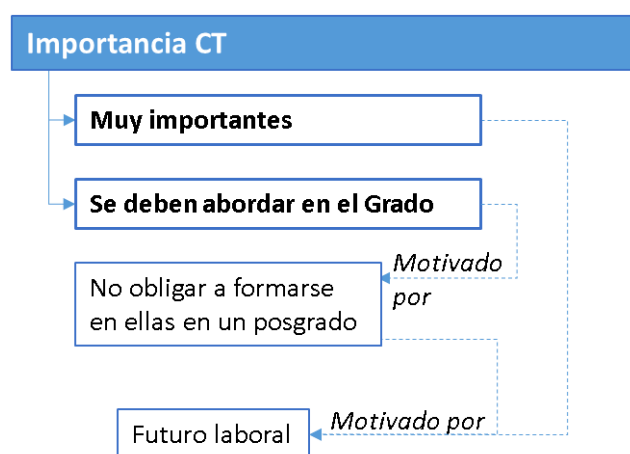 Importancia CT
Muy importantes
Se deben abordar en el Grado
Motivado
por
No obligar a formarse
en ellas en un posgrado
Motivado por
Futuro laboral